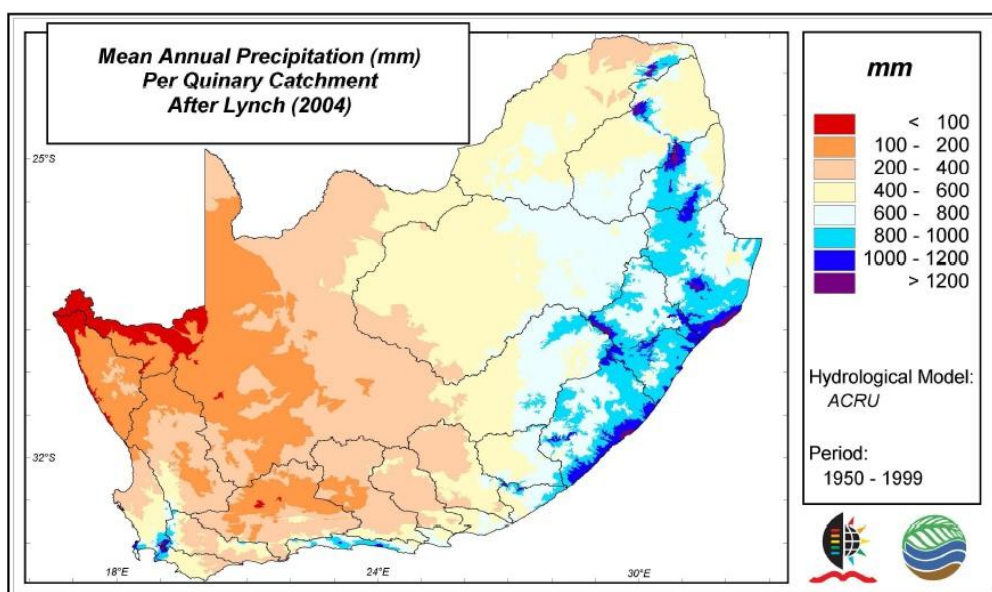 Mean Annual Precipitation (mm)
Per Quinary Catchment
After Lynch (2004)
mm
< 100
100 - 200
200 - 400
400 - 600
600 - 800
800 - 1000
1000 - 1200
> 1200
Hydrological Model:
ACRU
Period:
1950 - 1999
25°S
32°S
18°E
24°E
30°E